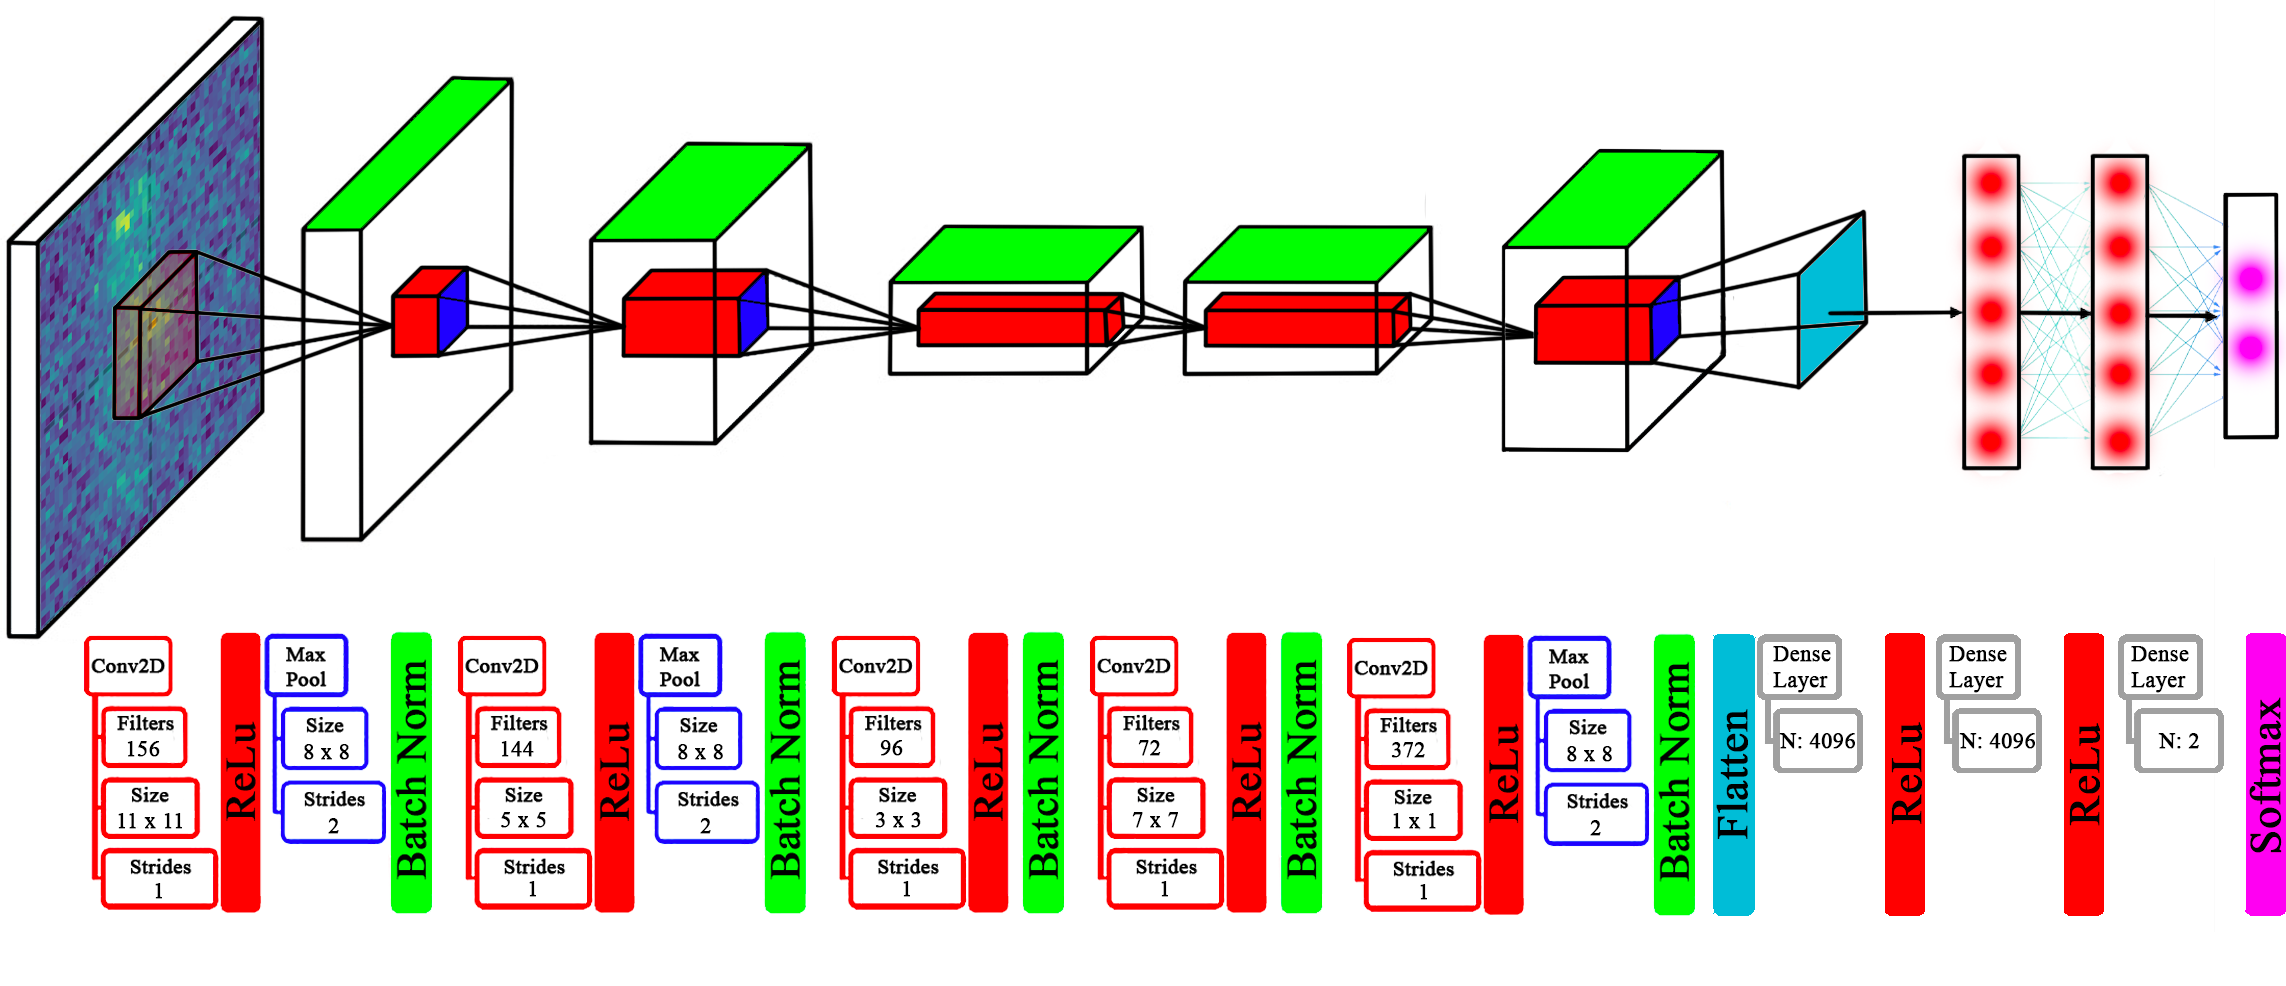 Conv2D
Filters
156
Size
11 x 11
Strides
1
ReLu
Max
Pool
Size
8 x 8
Strides
2
Batch Norm
Conv2D
Filters
144
Size
5 x 5
Strides
1
ReLu
Max
Pool
Size
8 x 8
Strides
2
Batch Norm
Conv2D
Filters
96
Size
3 x 3
Strides
1
ReLu
Batch Norm
Conv2D
Filters
72
Size
7 x 7
Strides
1
ReLu
Batch Norm
Conv2D
Filters
372
Size
1 x 1
Strides
1
ReLu
Max
Pool
Size
8 x 8
Strides
2
Batch Norm
Flatten
Dense
Layer
N: 4096
ReLu
Dense
Layer
N: 4096
ReLu
Dense
Layer
N: 2
Softmax